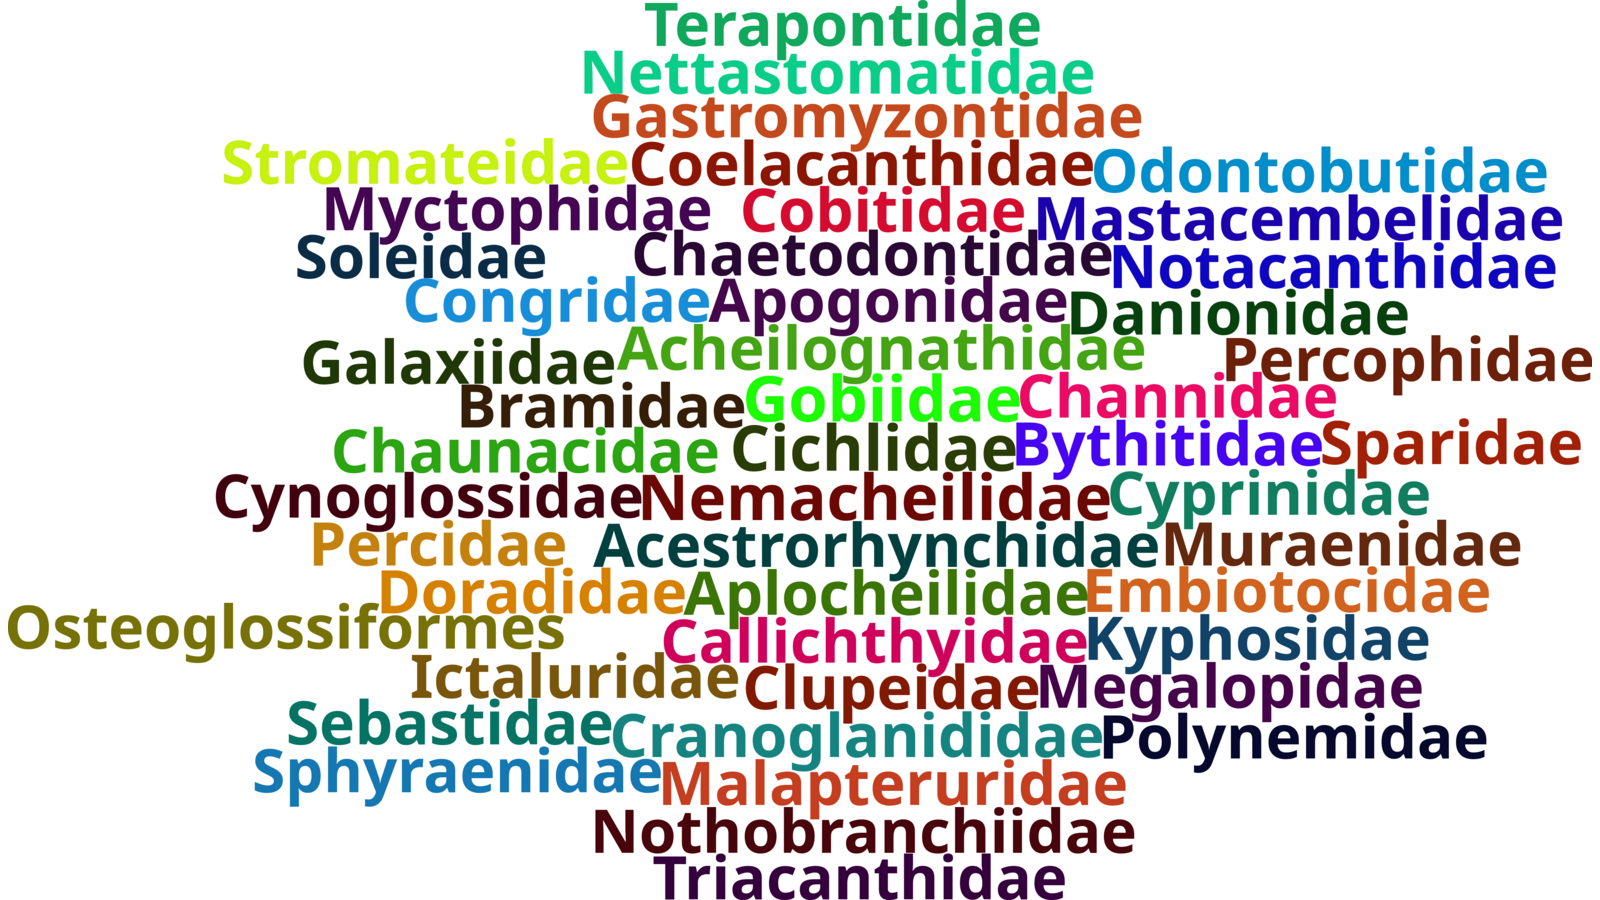 Terapontidae
Nettastomatidae
Gastromyzontidae
Stromateidae Coelacanthidae Odontobutidae
Myctophidae Cobitidae Mastacembelidae
Soleidae Chaetodontidae Notacanthidae
Congridae Apogonidae Danionidae
Galaxiidae Acheilognathidae Percophidae
Bramidae Gobiidae Channidae
Chaunacidae Cichlidae Bythitidae Sparidae
Cynoglossidae Nemacheilidae Cyprinidae
Percidae Acestrorhynchidae Muraenidae
Doradidae Aplocheilidae Embiotocidae
Osteoglossiformes Callichthyidae Kyphosidae
Ictaluridae Clupeidae Megalopidae
Sebastidae Cranoglanididae Polynemidae
Sphyraenidae Malapteruridae
Nothobranchiidae
Triacanthidae